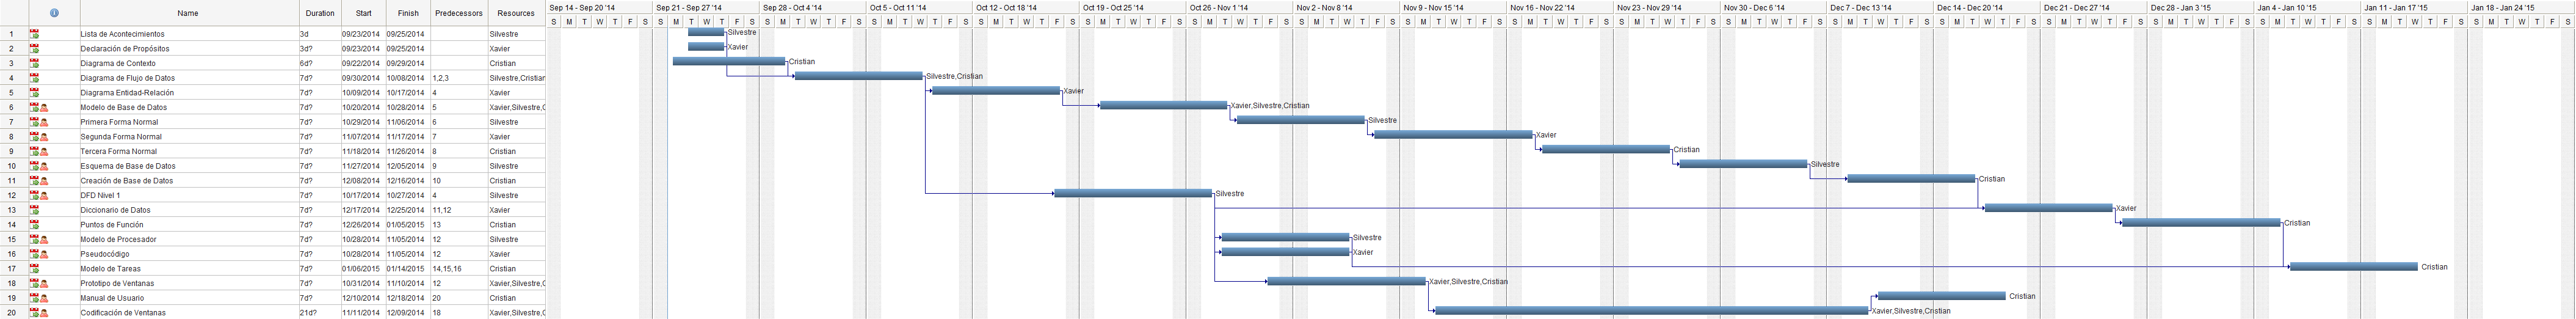 Name Duration Start Finish Predecessors Resources
Sep 14 - Sep 20 '14 Sep 21 - Sep 27 '14 Sep 28 - Oct 4 '14 Oct 5 - Oct 11 '14 Oct 12 - Oct 18 '14 Oct 19 - Oct 25 '14 Oct 26 - Nov 1 '14 Nov 2 - Nov 8 '14 Nov 9 - Nov 15 '14 Nov 16 - Nov 22 '14 Nov 23 - Nov 29 '14 Nov 30 - Dec 6 '14 Dec 7 - Dec 13 '14 Dec 14 - Dec 20 '14 Dec 21 - Dec 27 '14 Dec 28 - Jan 3 '15 Jan 4 - Jan 10 '15 Jan 11 - Jan 17 '15 Jan 18 - Jan 24 '15
S M T W T F S S M T W T F S S M T W T F S S M T W T F S S M T W T F S S M T W T F S S M T W T F S S M T W T F S S M T W T F S S M T W T F S S M T W T F S S M T W T F S S M T W T F S S M T W T F S S M T W T F S S M T W T F S S M T W T F S S M T W T F S S M T W T F S
1 Lista de Acontecimientos 3d 09/23/2014 09/25/2014 Silvestre Silvestre
2 Declaración de Propósitos 3d? 09/23/2014 09/25/2014 Xavier Xavier
3 Diagrama de Contexto 6d? 09/22/2014 09/29/2014 Cristian Cristian
4 Diagrama de Flujo de Datos 7d? 09/30/2014 10/08/2014 1,2,3 Silvestre,Cristian Silvestre,Cristian
5 Diagrama Entidad-Relación 7d? 10/09/2014 10/17/2014 4 Xavier Xavier
6 Modelo de Base de Datos 7d? 10/20/2014 10/28/2014 5 Xavier,Silvestre,C Xavier,Silvestre,Cristian
7 Primera Forma Normal 7d? 10/29/2014 11/06/2014 6 Silvestre Silvestre
8 Segunda Forma Normal 7d? 11/07/2014 11/17/2014 7 Xavier Xavier
9 Tercera Forma Normal 7d? 11/18/2014 11/26/2014 8 Cristian Cristian
10 Esquema de Base de Datos 7d? 11/27/2014 12/05/2014 9 Silvestre Silvestre
11 Creación de Base de Datos 7d? 12/08/2014 12/16/2014 10 Cristian Cristian
12 DFD Nivel 1 7d? 10/17/2014 10/27/2014 4 Silvestre Silvestre
13 Diccionario de Datos 7d? 12/17/2014 12/25/2014 11,12 Xavier Xavier
14 Puntos de Función 7d? 12/26/2014 01/05/2015 13 Cristian Cristian
15 Modelo de Procesador 7d? 10/28/2014 11/05/2014 12 Silvestre Silvestre
16 Pseudocódigo 7d? 10/28/2014 11/05/2014 12 Xavier Xavier
17 Modelo de Tareas 7d? 01/06/2015 01/14/2015 14,15,16 Cristian Cristian
18 Prototipo de Ventanas 7d? 10/31/2014 11/10/2014 12 Xavier,Silvestre,C Xavier,Silvestre,Cristian
19 Manual de Usuario 7d? 12/10/2014 12/18/2014 20 Cristian Cristian
20 Codificación de Ventanas 21d? 11/11/2014 12/09/2014 18 Xavier,Silvestre,C Xavier,Silvestre,Cristian